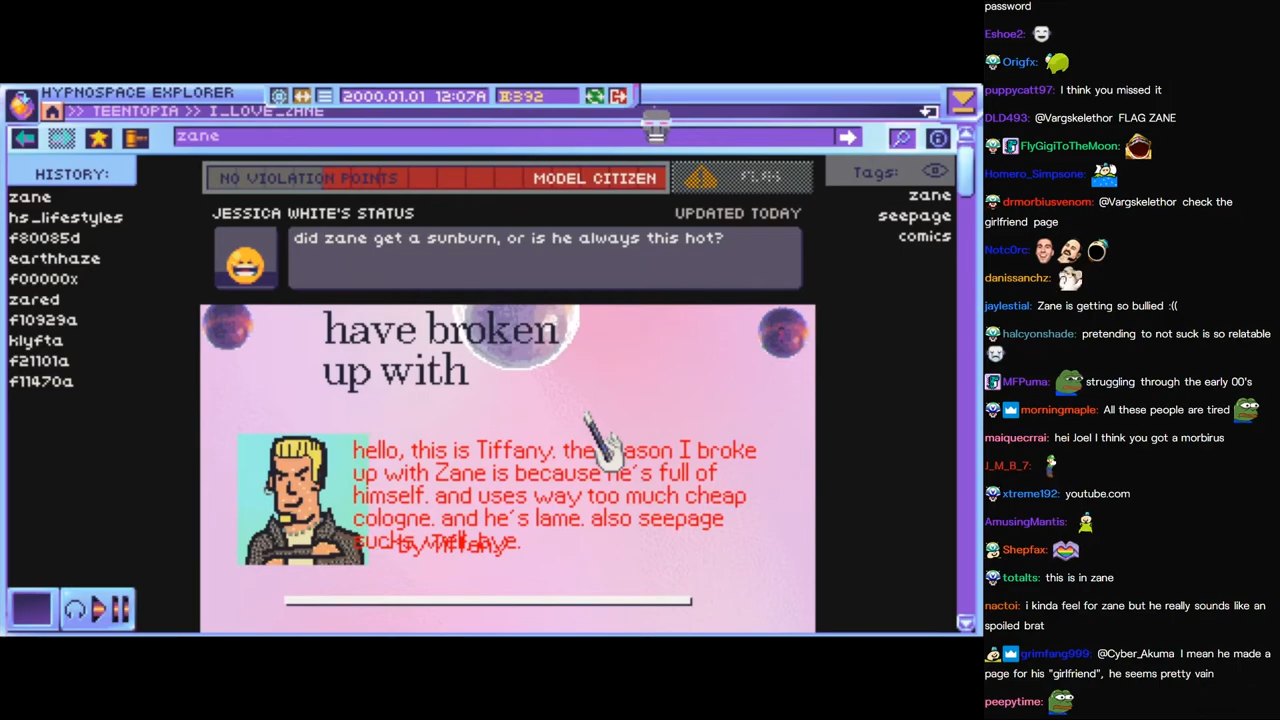 HYPNOSPACE EXPLORER
2000.01.01 12:07A
392
>> TEENTOPIA >> I_LOVE_ZANE
zane
HISTORY:
zane
hs_lifestyles
f80085d
earthhaze
f00000x
zared
f10929a
klyfta
f21101a
f11470a
NO VIOLATION POINTS
MODEL CITIZEN
JESSICA WHITE'S STATUS
UPDATED TODAY
did zane get a sunburn, or is he always this hot?
Tags:
zane
seepage
comics
have broken
up with
hello, this is Tiffany. the eason I broke
up with Zane is because he's full of
himself. and uses way too much cheap
cologne. and he's lame. also seepage
sucks. well bye.
- by Tiffany
password
Eshoe2:
Origfx:
puppycatt97: I think you missed it
DLD493: @Vargskelethor FLAG ZANE
FlyGigiToTheMoon:
Homero_Simpsone:
drmorbiusvenom: @Vargskelethor check the
girlfriend page
Notc0rc:
danissanchz:
jaylestial: Zane is getting so bullied :((
halcyonshade: pretending to not suck is so relatable
MFPuma: struggling through the early 00's
morningmaple: All these people are tired
maiquecrrai: hei Joel I think you got a morbirus
J_M_B_7:
xtreme192: youtube.com
AmusingMantis:
Shepfax:
totalts: this is in zane
nactoi: i kinda feel for zane but he really sounds like an
spoiled brat
grimfang999: @Cyber_Akuma I mean he made a
page for his "girlfriend", he seems pretty vain
peepytime: